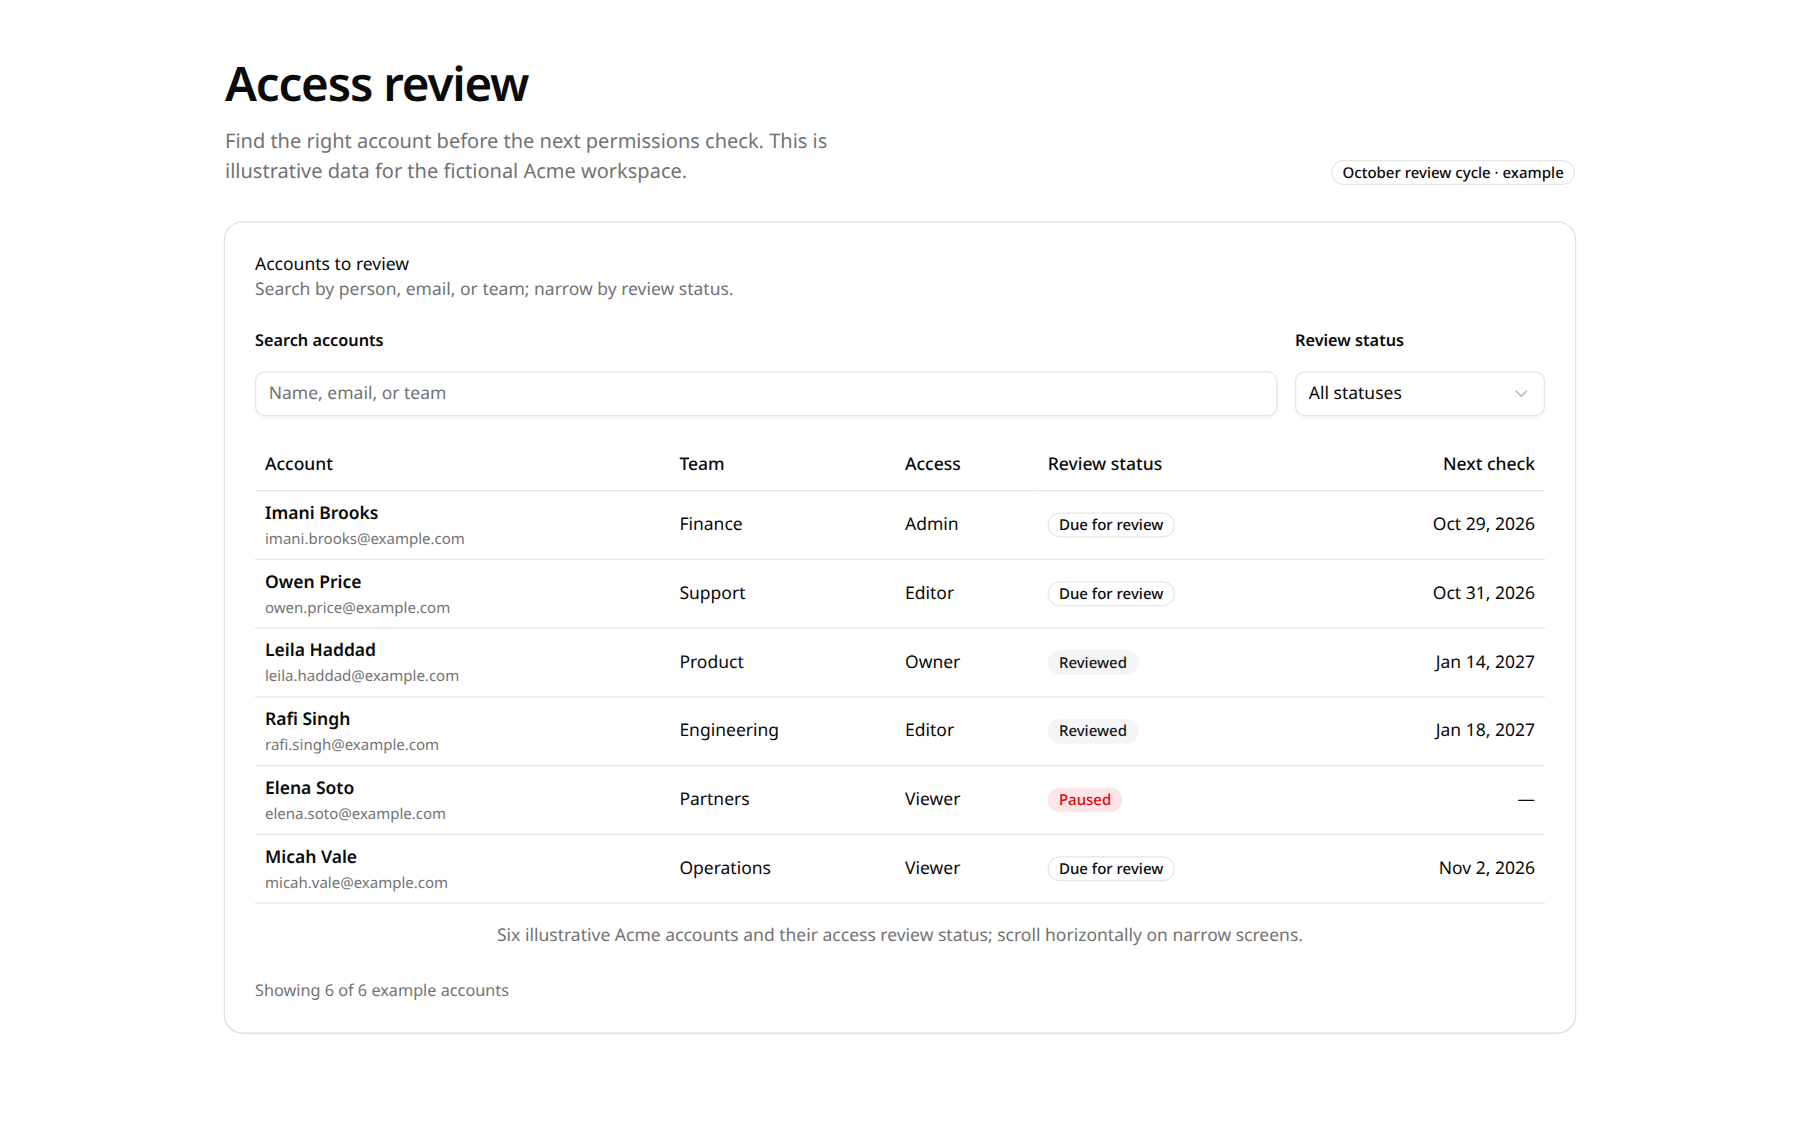 Access review
Find the right account before the next permissions check. This is
illustrative data for the fictional Acme workspace.
October review cycle · example
Accounts to review
Search by person, email, or team; narrow by review status.
Search accounts
Review status
Name, email, or team
All statuses
Account Team Access Review status Next check
Imani Brooks
imani.brooks@example.com
Finance Admin Due for review Oct 29, 2026
Owen Price
owen.price@example.com
Support Editor Due for review Oct 31, 2026
Leila Haddad
leila.haddad@example.com
Product Owner Reviewed Jan 14, 2027
Rafi Singh
rafi.singh@example.com
Engineering Editor Reviewed Jan 18, 2027
Elena Soto
elena.soto@example.com
Partners Viewer Paused —
Micah Vale
micah.vale@example.com
Operations Viewer Due for review Nov 2, 2026
Six illustrative Acme accounts and their access review status; scroll horizontally on narrow screens.
Showing 6 of 6 example accounts